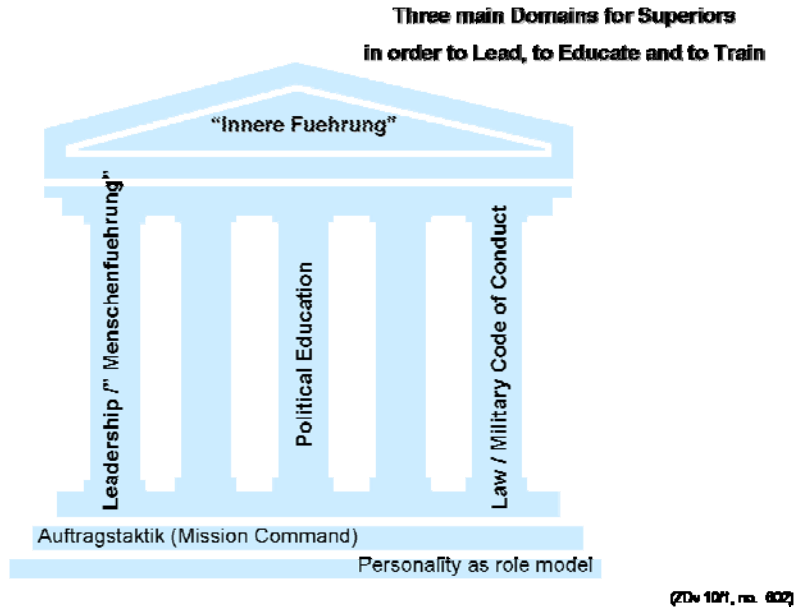 Three main Domains for Superiors
in order to Lead, to Educate and to Train
“Innere Fuehrung”
Leadership /” Menschenfuehrung”
Political Education
Law / Military Code of Conduct
Auftragstaktik (Mission Command)
Personality as role model
(ZDv 10/1, no. 602)